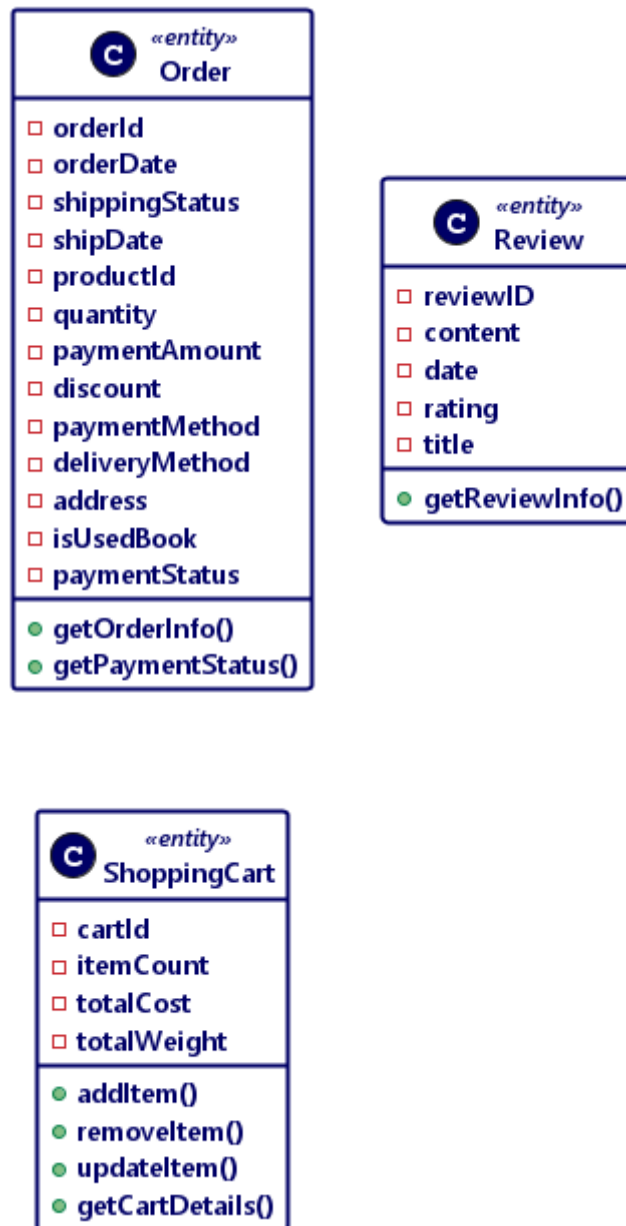 C
«entity»
Order
orderId
orderDate
shippingStatus
shipDate
productId
quantity
paymentAmount
discount
paymentMethod
deliveryMethod
address
isUsedBook
paymentStatus
getOrderInfo()
getPaymentStatus()
C
«entity»
Review
reviewID
content
date
rating
title
getReviewInfo()
C
«entity»
ShoppingCart
cartId
itemCount
totalCost
totalWeight
addItem()
removeItem()
updateItem()
getCartDetails()